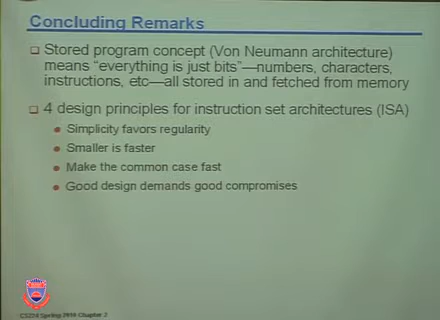 Concluding Remarks
Stored program concept (Von Neumann architecture)
means "everything is just bits"—numbers, characters,
instructions, etc—all stored in and fetched from memory
4 design principles for instruction set architectures (ISA)
Simplicity favors regularity
Smaller is faster
Make the common case fast
Good design demands good compromises
Spring 2010 Chapter 2